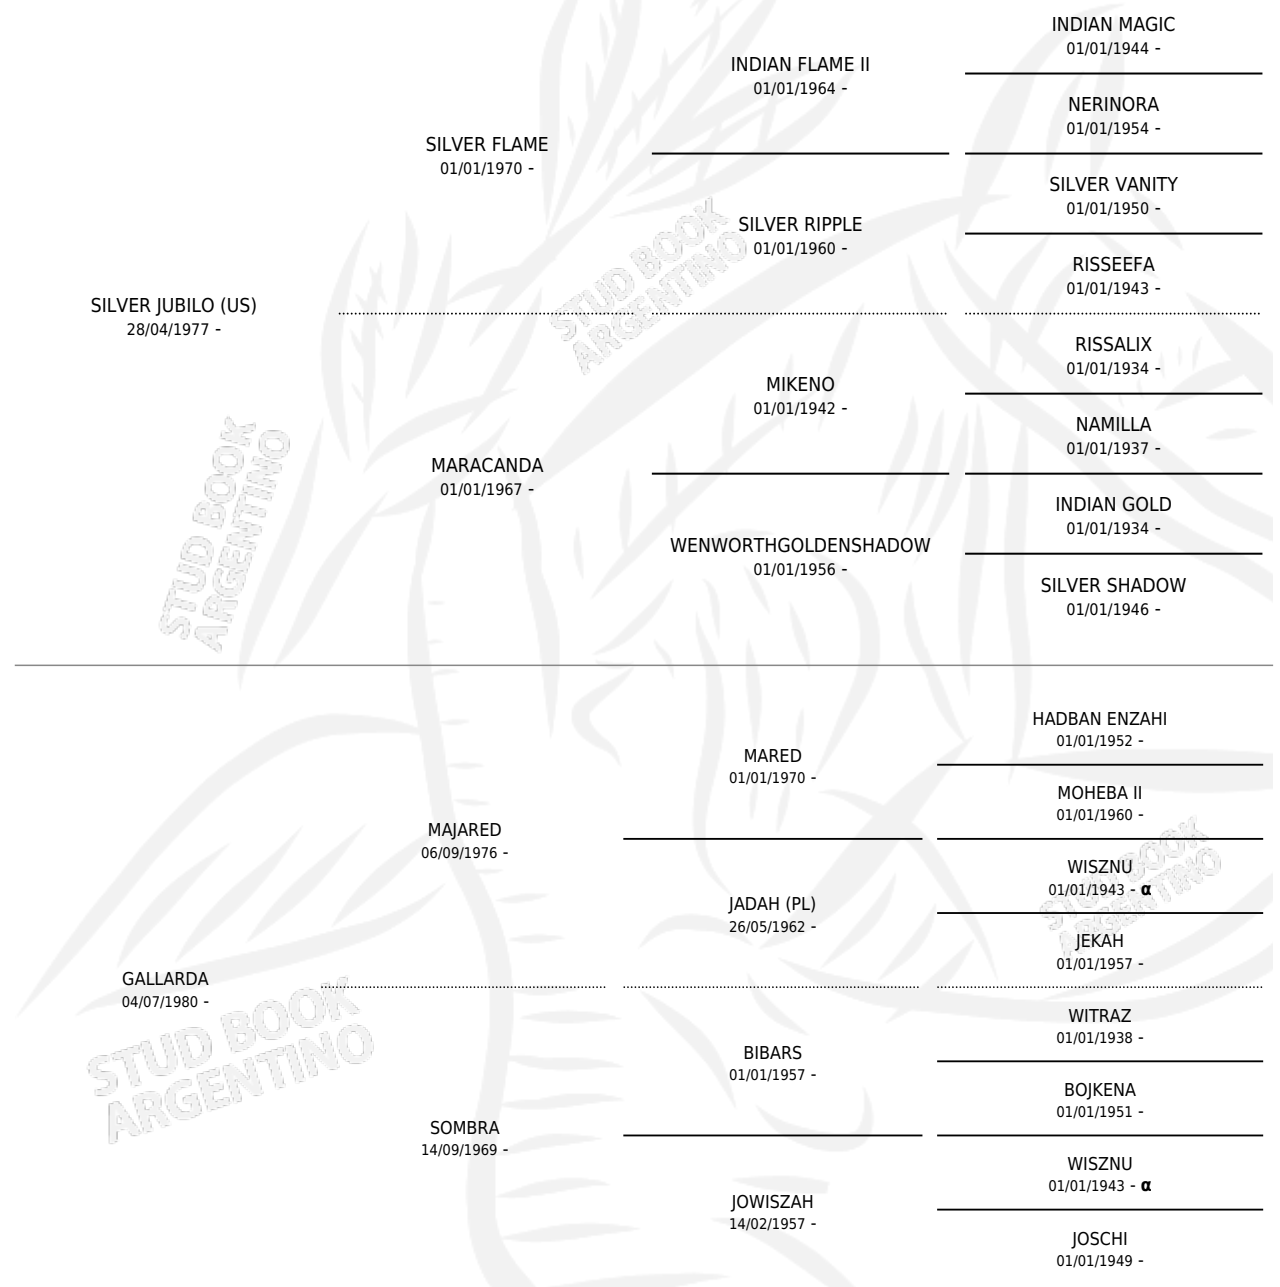 INDIAN MAGIC
01/01/1944 -
INDIAN FLAME II
01/01/1964 -
NERINORA
01/01/1954 -
SILVER FLAME
01/01/1970 -
SILVER VANITY
01/01/1950 -
SILVER RIPPLE
01/01/1960 -
RISSEEFA
01/01/1943 -
SILVER JUBILO (US)
28/04/1977 -
RISSALIX
01/01/1934 -
MIKENO
01/01/1942 -
NAMILLA
01/01/1937 -
MARACANDA
01/01/1967 -
INDIAN GOLD
01/01/1934 -
WENWORTHGOLDENSHADOW
01/01/1956 -
SILVER SHADOW
01/01/1946 -
HADBAN ENZAHI
01/01/1952 -
MARED
01/01/1970 -
MOHEBA II
01/01/1960 -
MAJARED
06/09/1976 -
WISZNU
01/01/1943 - α
JADAH (PL)
26/05/1962 -
JEKAH
01/01/1957 -
GALLARDA
04/07/1980 -
WITRAZ
01/01/1938 -
BIBARS
01/01/1957 -
BOJKENA
01/01/1951 -
SOMBRA
14/09/1969 -
WISZNU
01/01/1943 - α
JOWISZAH
14/02/1957 -
JOSCHI
01/01/1949 -
STUD BOOK
ARGENTINO
STUD BOOK
ARGENTINO
STUD BOOK
ARGENTINO
STUD BOOK
ARGENTINO